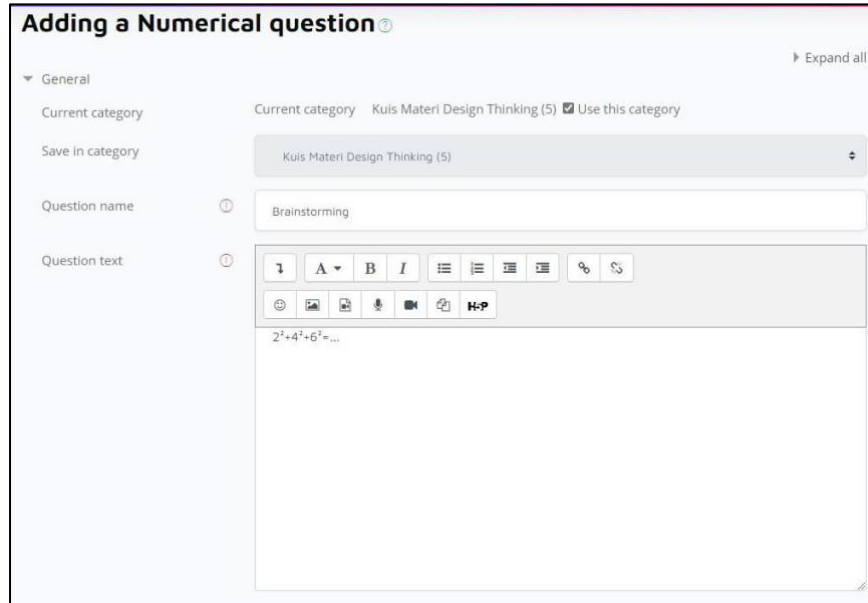 Adding a Numerical question
Expand all
General
Current category Current category Kuis Materi Design Thinking (5) Use this category
Save in category Kuis Materi Design Thinking (5)
Question name Brainstorming
Question text
A B I
H-P
2²+4²+6²=...